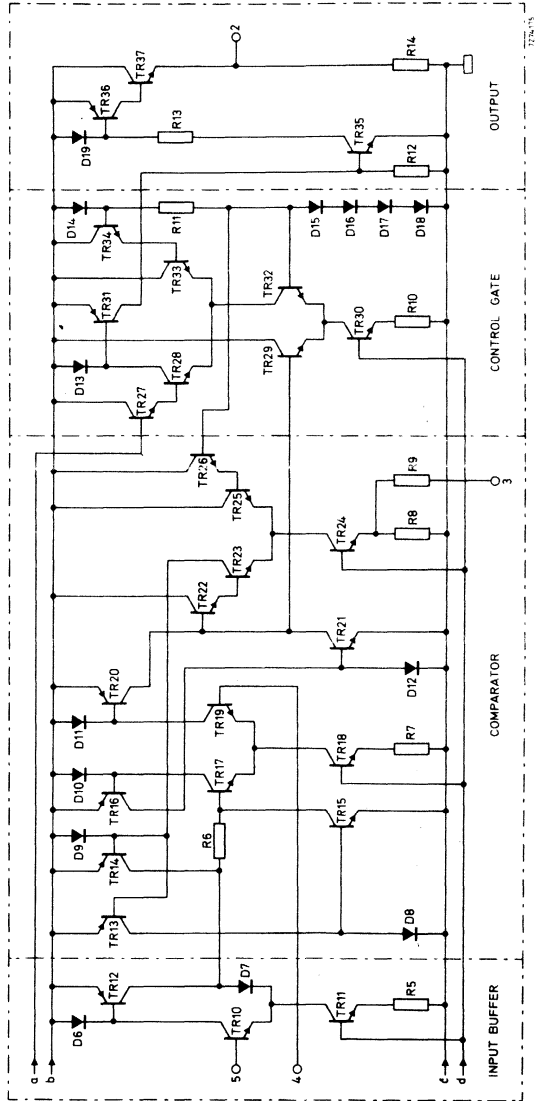 a
b
D6
D9
D10
D11
D13
D14
D19
TR12
TR13
TR14
TR16
TR20
TR27
TR31
TR34
TR36
TR37
D7
R6
TR17
TR19
TR22
TR23
TR25
TR26
TR28
TR33
R11
R13
5
TR10
4
2
TR29
TR32
D15
D16
D17
D18
TR11
TR15
TR18
TR21
TR24
TR30
TR35
R5
D8
R7
D12
R8
R9
R10
R12
R14
c
d
3
INPUT BUFFER
COMPARATOR
CONTROL GATE
OUTPUT